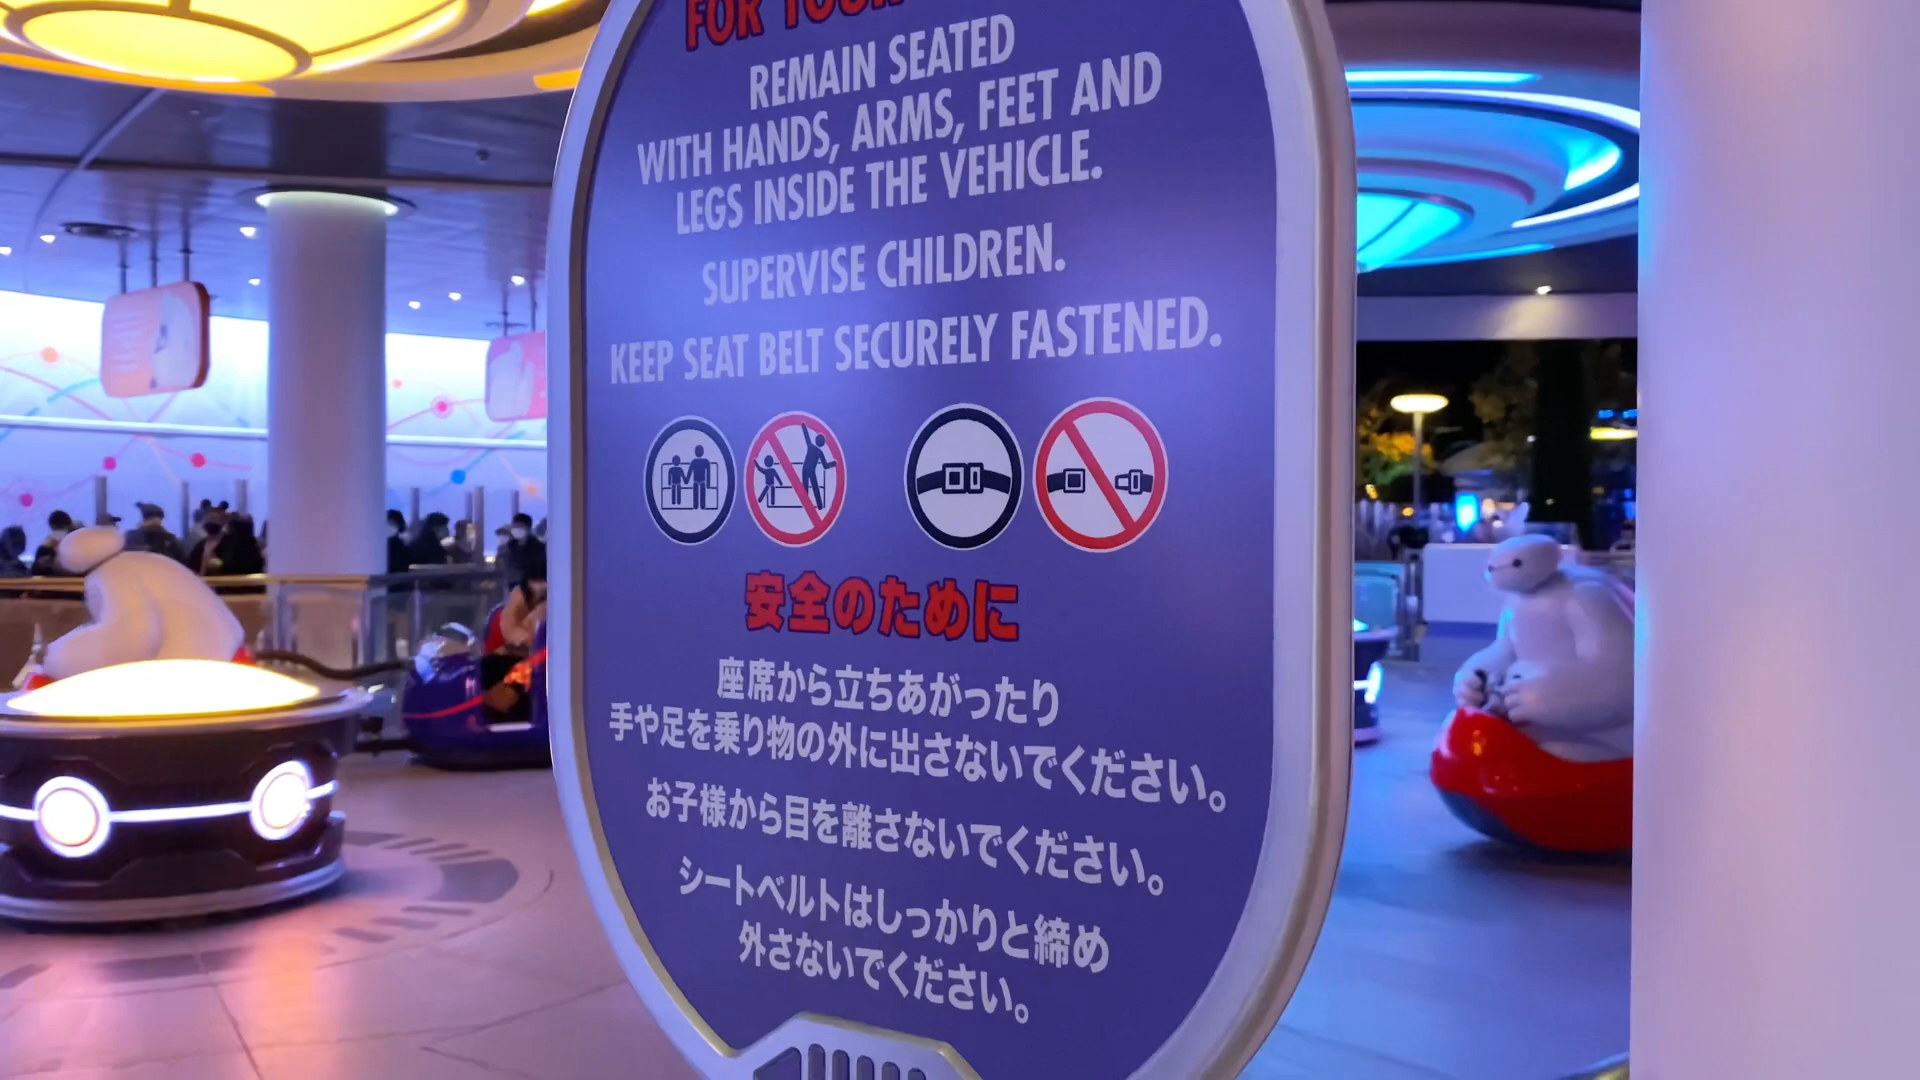 FOR YOUR
REMAIN SEATED
WITH HANDS, ARMS, FEET AND
LEGS INSIDE THE VEHICLE.
SUPERVISE CHILDREN.
KEEP SEAT BELT SECURELY FASTENED.
安全のために
座席から立ちあがったり
手や足を乗り物の外に出さないでください。
お子様から目を離さないでください。
シートベルトはしっかりと締め
外さないでください。